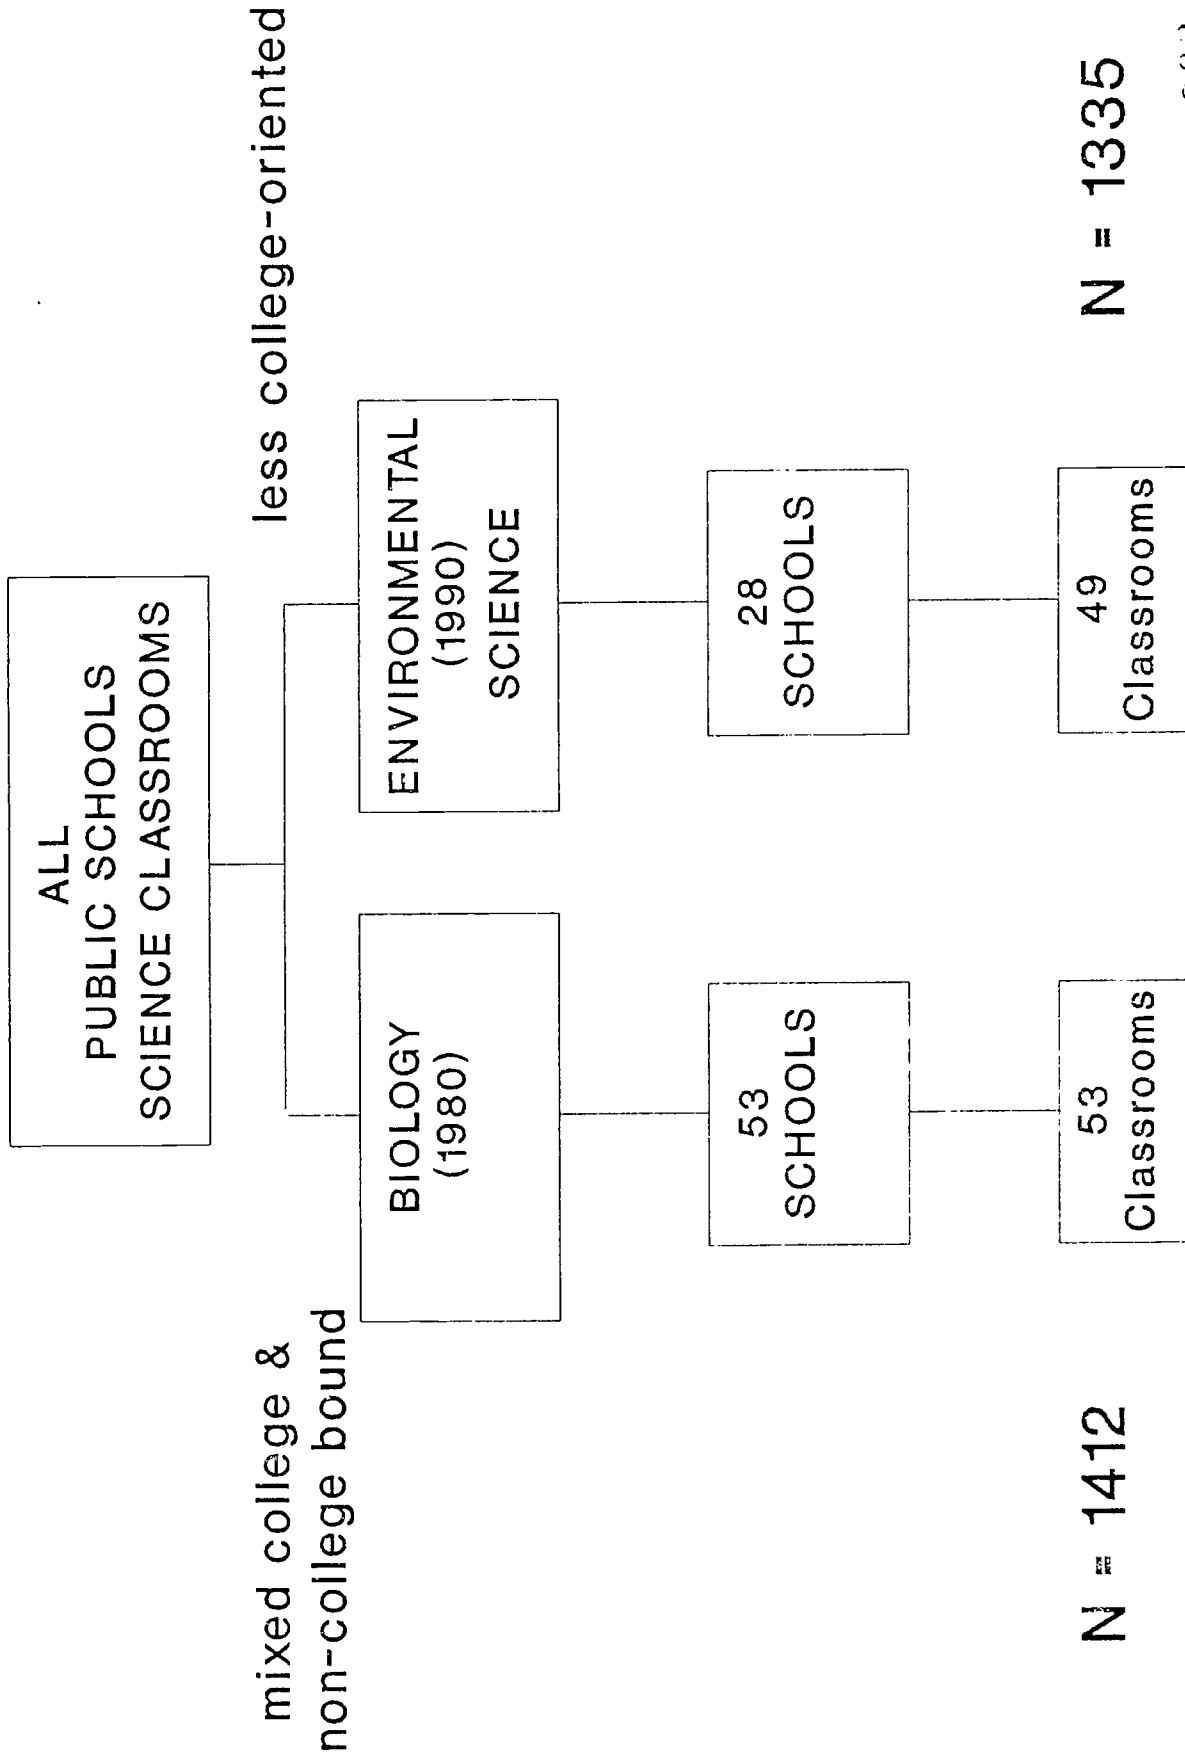 ALL
PUBLIC SCHOOLS
SCIENCE CLASSROOMS
mixed college &
non-college bound
less college-oriented
BIOLOGY
(1980)
ENVIRONMENTAL
(1990)
SCIENCE
53
SCHOOLS
28
SCHOOLS
N = 1412
53
Classrooms
49
Classrooms
N = 1335